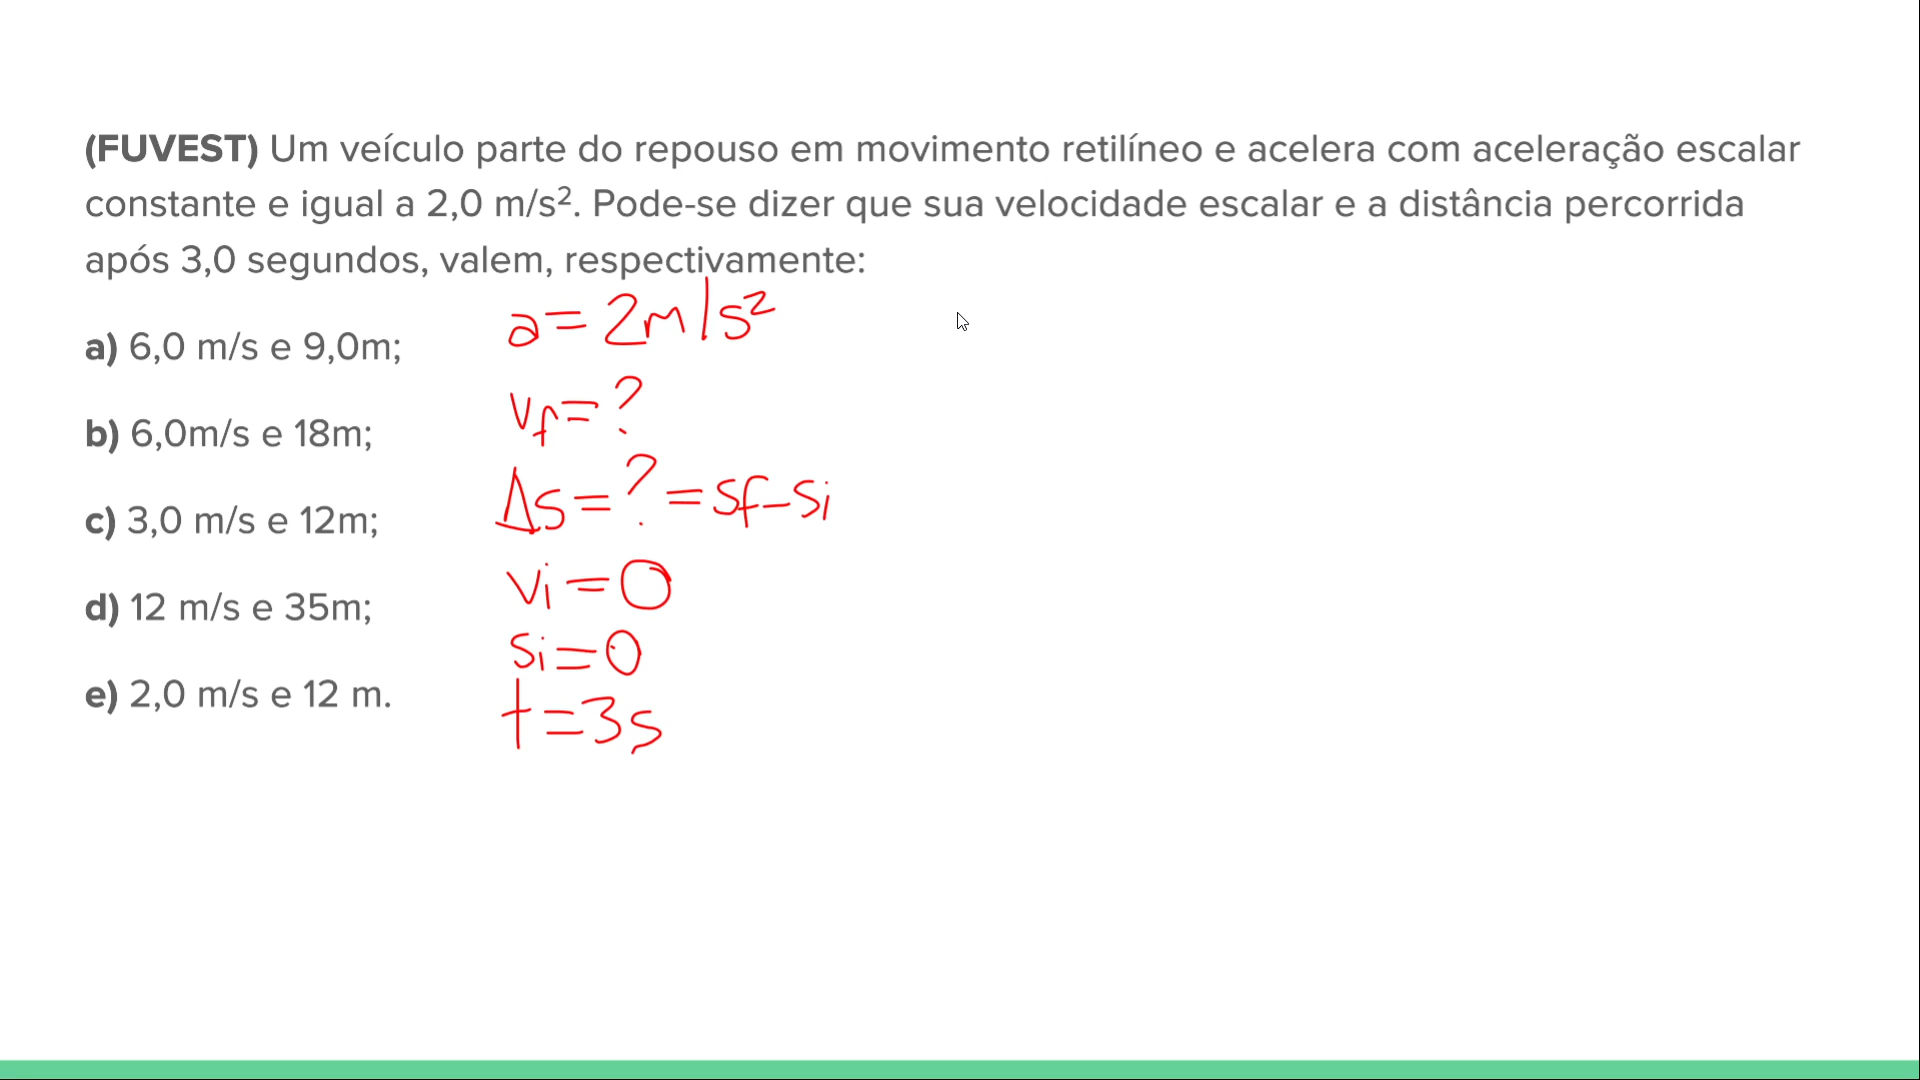 (FUVEST) Um veículo parte do repouso em movimento retilíneo e acelera com aceleração escalar
constante e igual a 2,0 m/s². Pode-se dizer que sua velocidade escalar e a distância percorrida
após 3,0 segundos, valem, respectivamente:
a) 6,0 m/s e 9,0m;
b) 6,0m/s e 18m;
c) 3,0 m/s e 12m;
d) 12 m/s e 35m;
e) 2,0 m/s e 12 m.
a=2m/s²
vf=?
Δs=?=sf-si
vi=0
si=0
t=3s